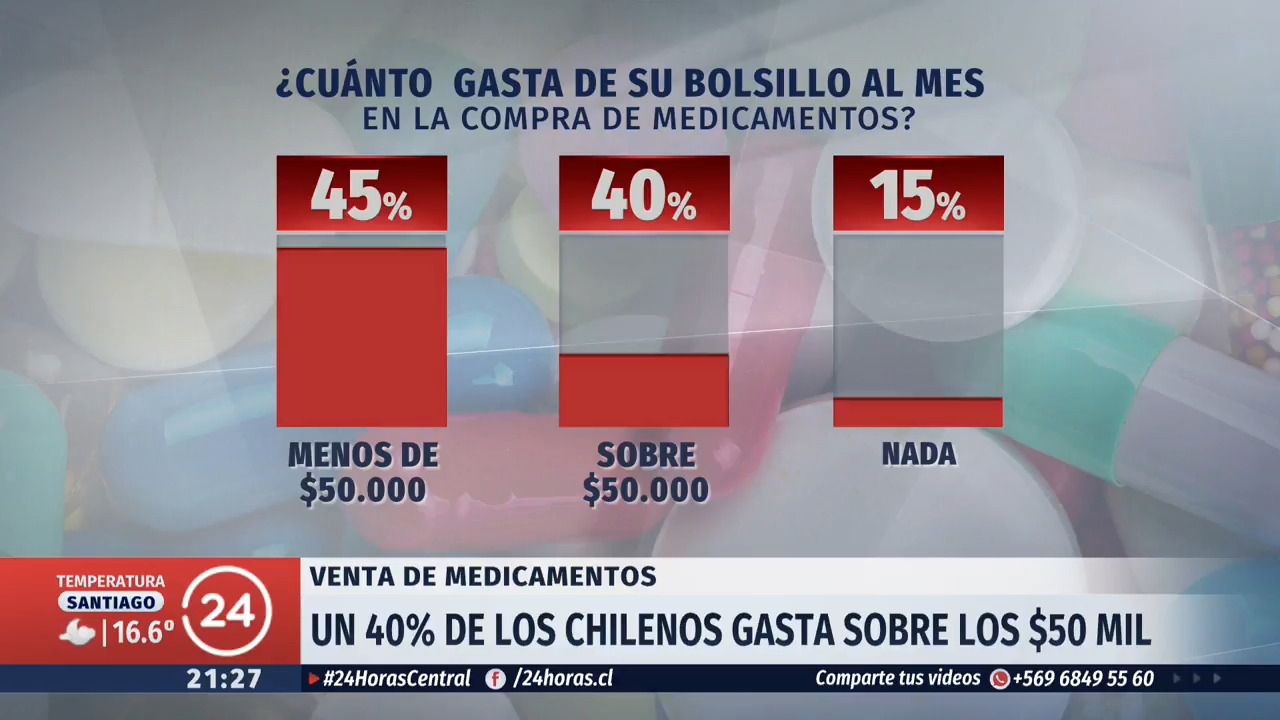 ¿CUÁNTO GASTA DE SU BOLSILLO AL MES
EN LA COMPRA DE MEDICAMENTOS?
45% 40% 15%
MENOS DE $50.000
SOBRE $50.000
NADA
TEMPERATURA
SANTIAGO
16.6°
24
VENTA DE MEDICAMENTOS
UN 40% DE LOS CHILENOS GASTA SOBRE LOS $50 MIL
21:27
#24HorasCentral
/24horas.cl
Comparte tus videos
+569 6849 55 60